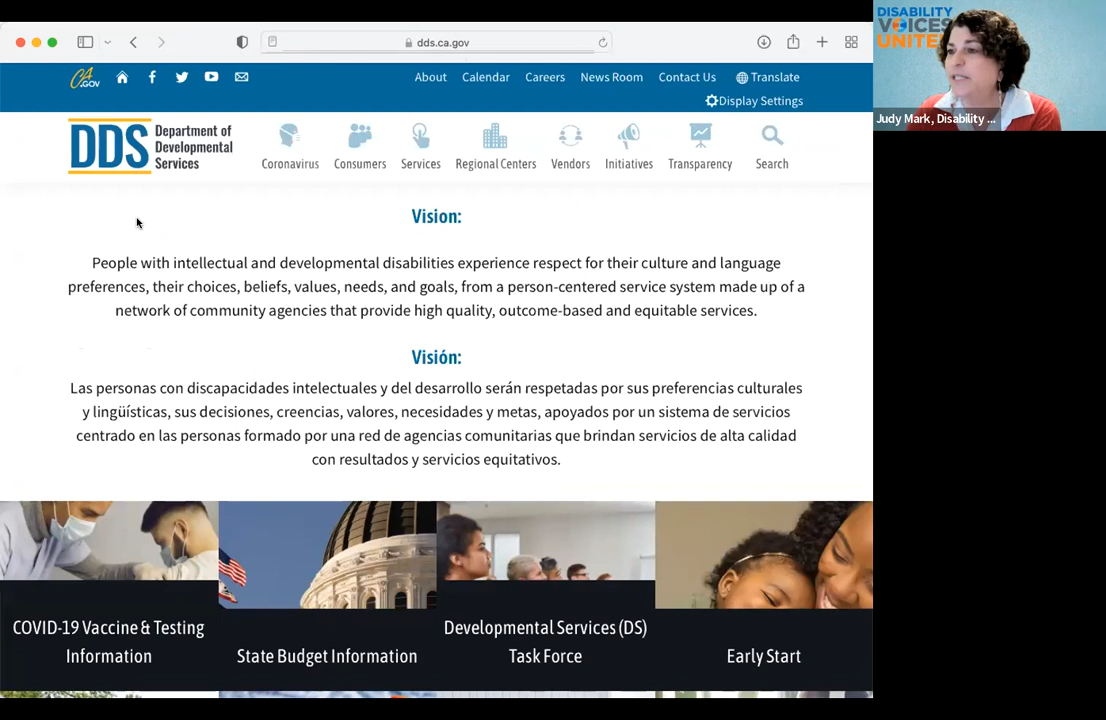 dds.ca.gov
CA.GOV
About Calendar Careers News Room Contact Us Translate
Display Settings
DDS Department of
Developmental
Services
Coronavirus Consumers Services Regional Centers Vendors Initiatives Transparency Search
Vision:
People with intellectual and developmental disabilities experience respect for their culture and language
preferences, their choices, beliefs, values, needs, and goals, from a person-centered service system made up of a
network of community agencies that provide high quality, outcome-based and equitable services.
Visión:
Las personas con discapacidades intelectuales y del desarrollo serán respetadas por sus preferencias culturales
y lingüísticas, sus decisiones, creencias, valores, necesidades y metas, apoyados por un sistema de servicios
centrado en las personas formado por una red de agencias comunitarias que brindan servicios de alta calidad
con resultados y servicios equitativos.
COVID-19 Vaccine & Testing
Information
State Budget Information
Developmental Services (DS)
Task Force
Early Start
DISABILITY
VOICES
UNITED
Judy Mark, Disability ...